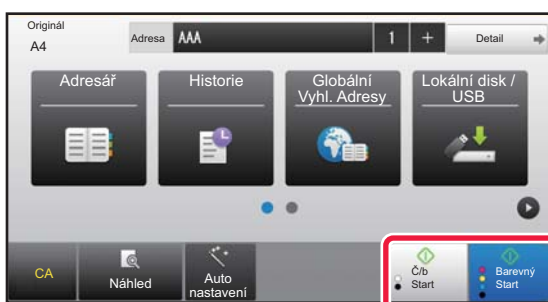 Originál
A4
Adresa AAA 1 + Detail
Adresář
Historie
Globální
Vyhl. Adresy
Lokální disk /
USB
CA
Náhled
Auto
nastavení
Č/b
Start
Barevný
Start